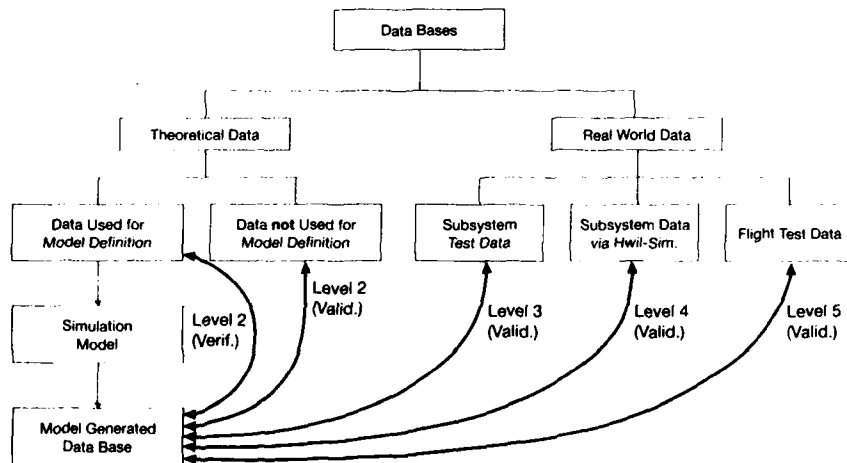 Data Bases
Theoretical Data
Real World Data
Data Used for
Model Definition
Data not Used for
Model Definition
Subsystem
Test Data
Subsystem Data
via Hwil-Sim.
Flight Test Data
Simulation
Model
Level 2
(Verif.)
Level 2
(Valid.)
Level 3
(Valid.)
Level 4
(Valid.)
Level 5
(Valid.)
Model Generated
Data Base